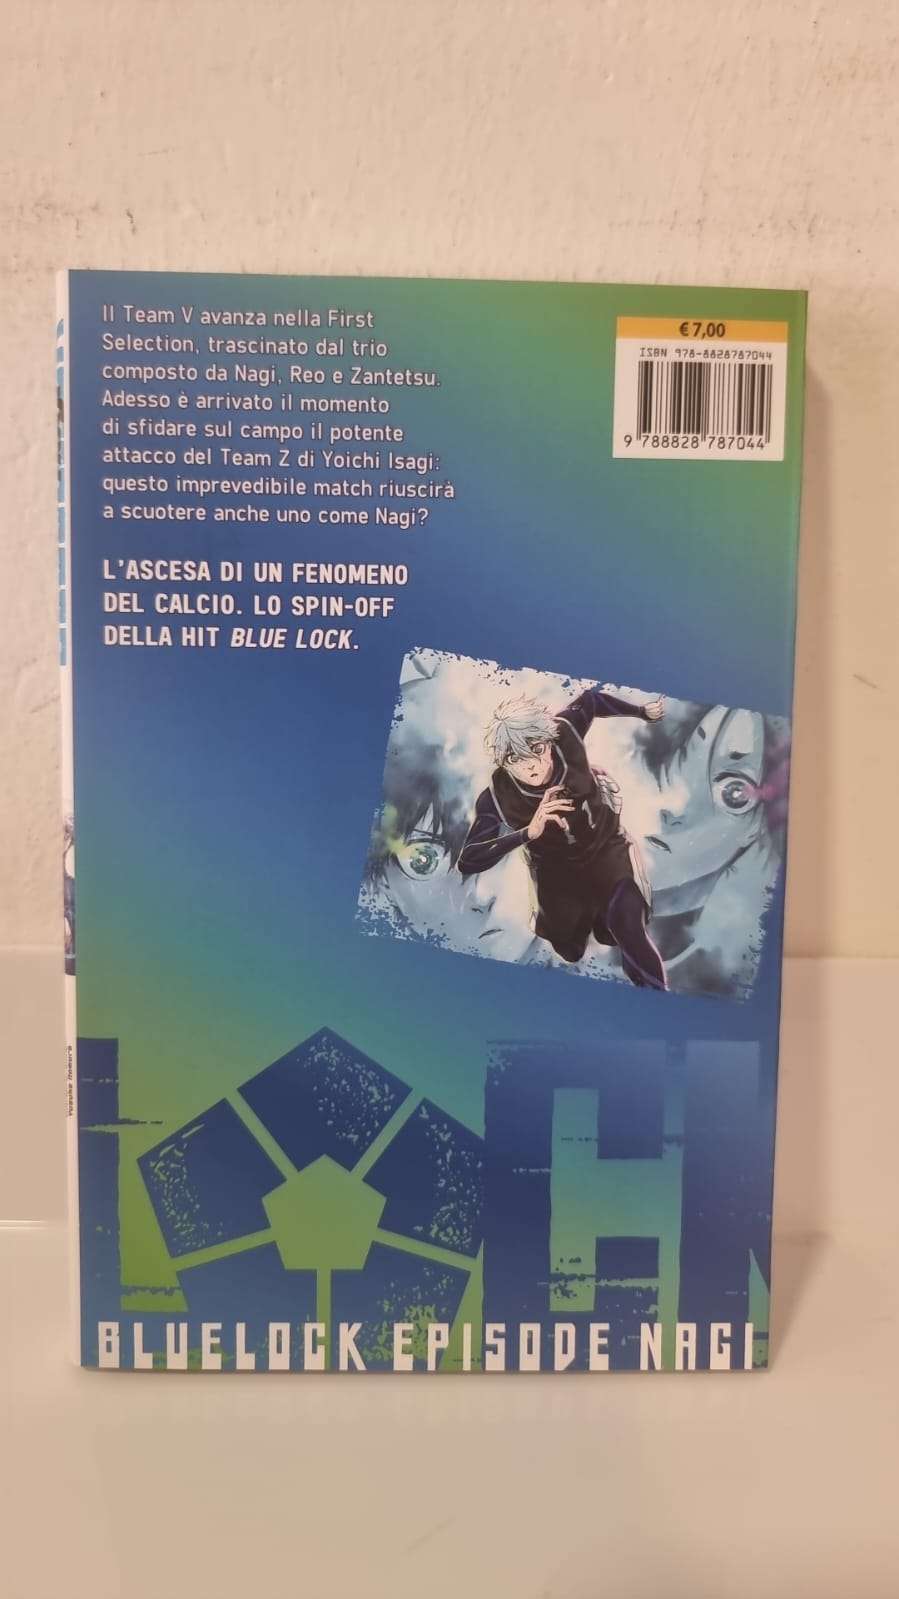 Il Team V avanza nella First
Selection, trascinato dal trio
composto da Nagi, Reo e Zantetsu.
Adesso è arrivato il momento
di sfidare sul campo il potente
attacco del Team Z di Yoichi Isagi:
questo imprevedibile match riuscirà
a scuotere anche uno come Nagi?
L'ASCESA DI UN FENOMENO
DEL CALCIO. LO SPIN-OFF
DELLA HIT BLUE LOCK.
€ 7,00
ISBN 978-8828787044
9 788828 787044
LOCK
BLUELOCK EPISODE NAGI